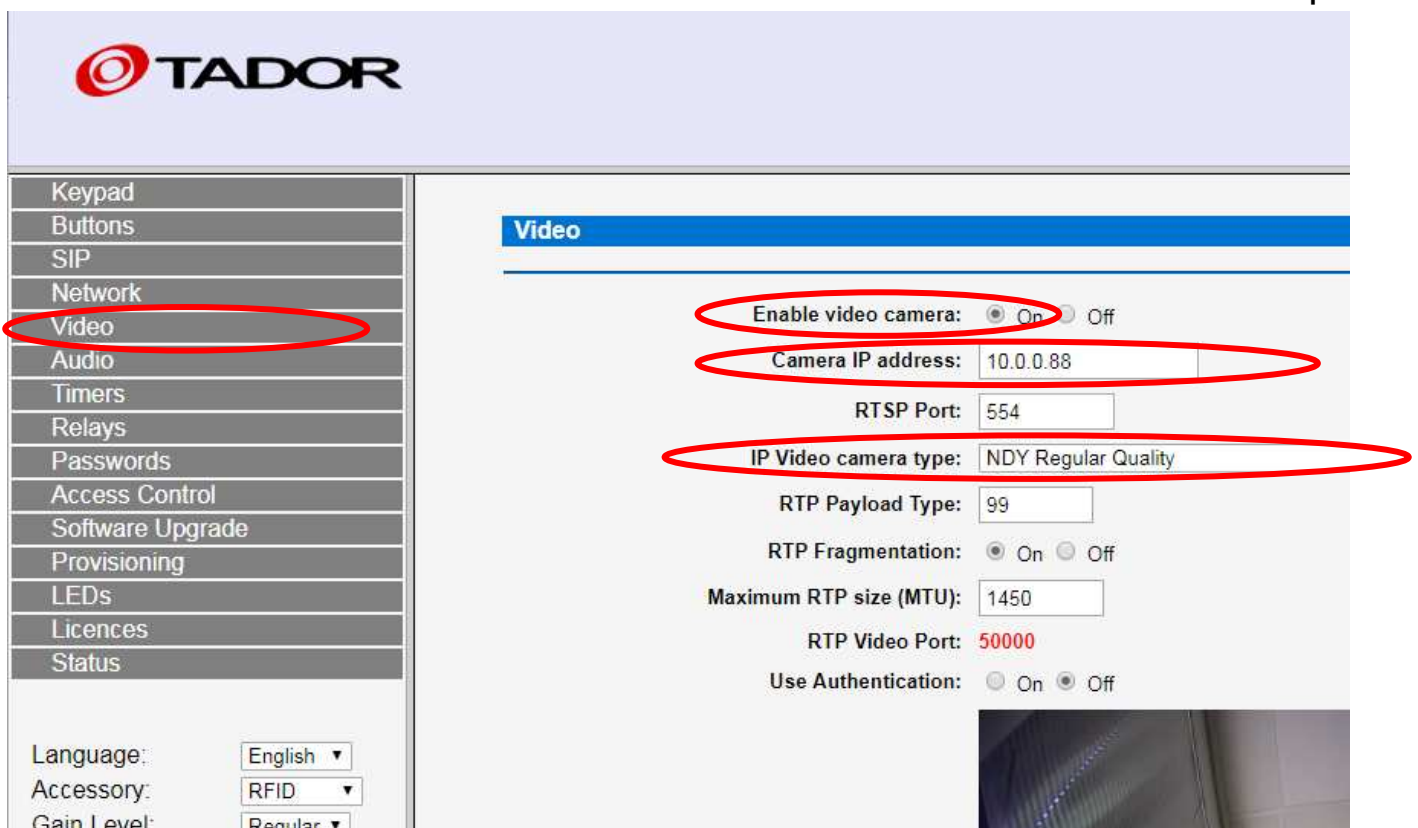 TADOR
Keypad
Buttons
SIP
Network
Video
Audio
Timers
Relays
Passwords
Access Control
Software Upgrade
Provisioning
LEDs
Licences
Status
Language: English
Accessory: RFID
Gain Level: Regular
Video
Enable video camera: On Off
Camera IP address: 10.0.0.88
RTSP Port: 554
IP Video camera type: NDY Regular Quality
RTP Payload Type: 99
RTP Fragmentation: On Off
Maximum RTP size (MTU): 1450
RTP Video Port: 50000
Use Authentication: On Off